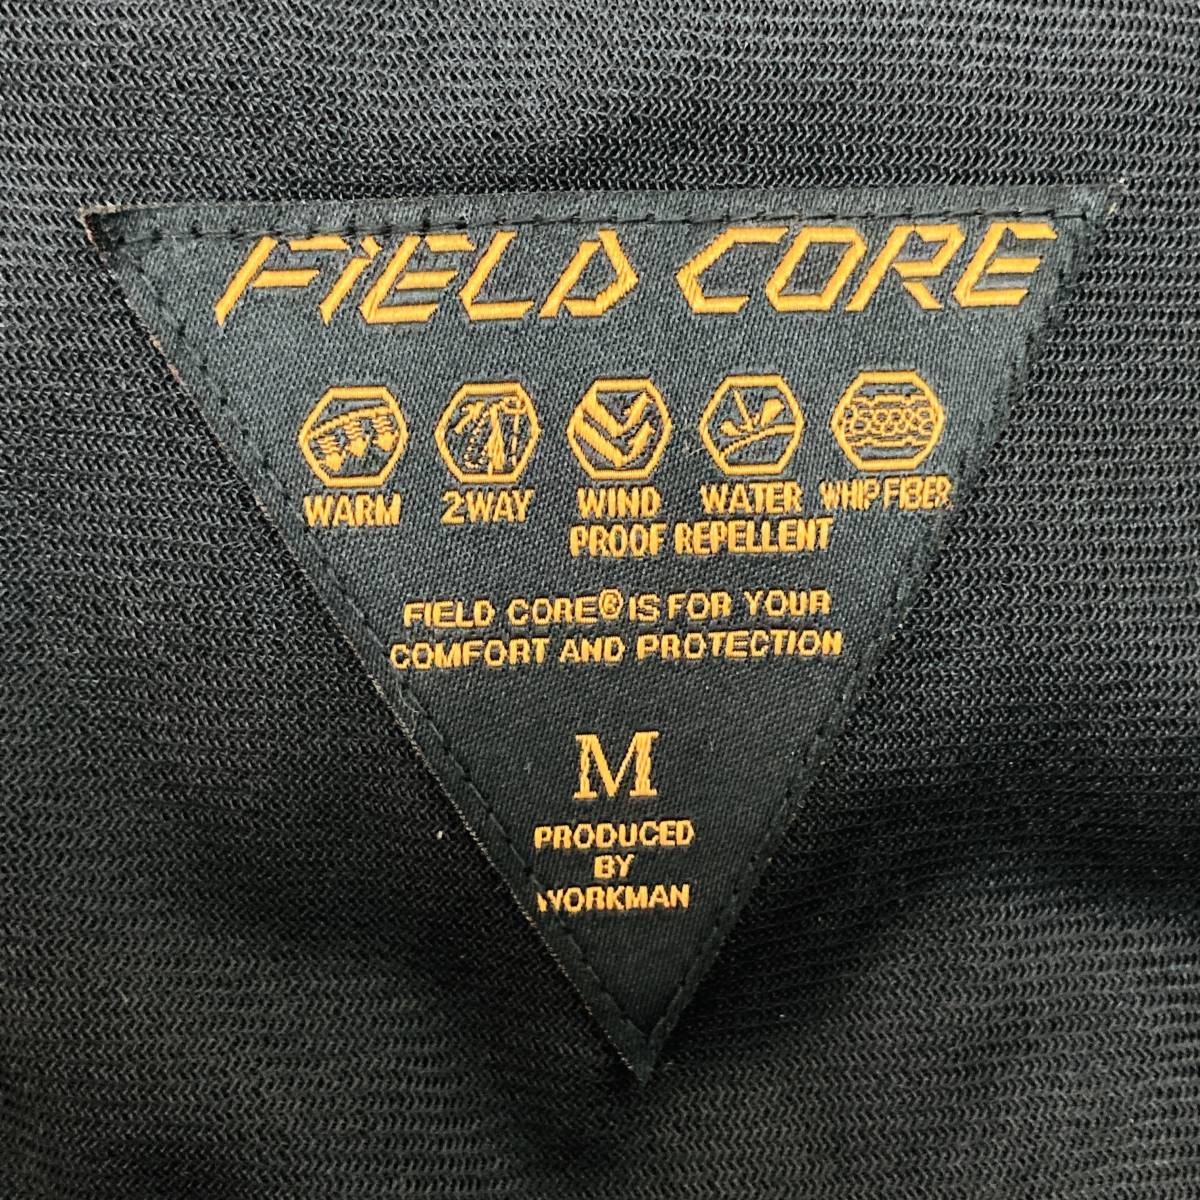 FiELD CORE
WARM 2WAY WIND WATER WHIP FIBER
PROOF REPELLENT
FIELD CORE® IS FOR YOUR
COMFORT AND PROTECTION
M
PRODUCED
BY
WORKMAN